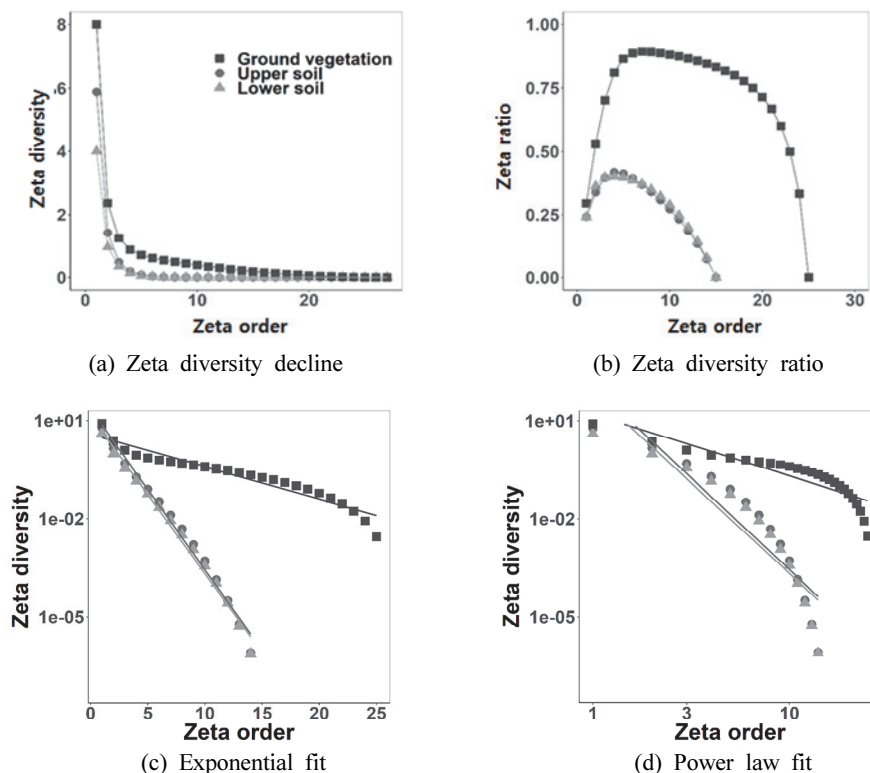 Zeta diversity
8
6
4
2
0
0
10
20
Zeta order
Ground vegetation
Upper soil
Lower soil
(a) Zeta diversity decline
Zeta ratio
1.00
0.75
0.50
0.25
0.00
0
10
20
30
Zeta order
(b) Zeta diversity ratio
Zeta diversity
1e+01
1e-02
1e-05
0
5
10
15
20
25
Zeta order
(c) Exponential fit
Zeta diversity
1e+01
1e-02
1e-05
1
3
10
Zeta order
(d) Power law fit